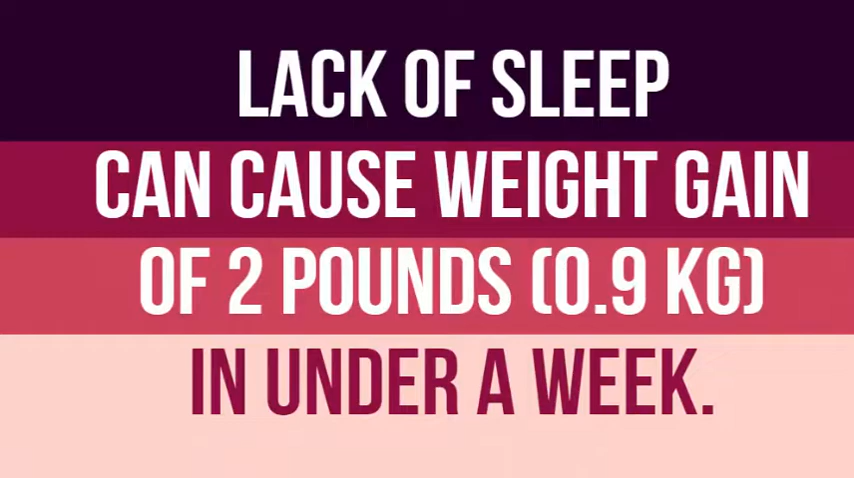 LACK OF SLEEP
CAN CAUSE WEIGHT GAIN
OF 2 POUNDS (0.9 KG)
IN UNDER A WEEK.